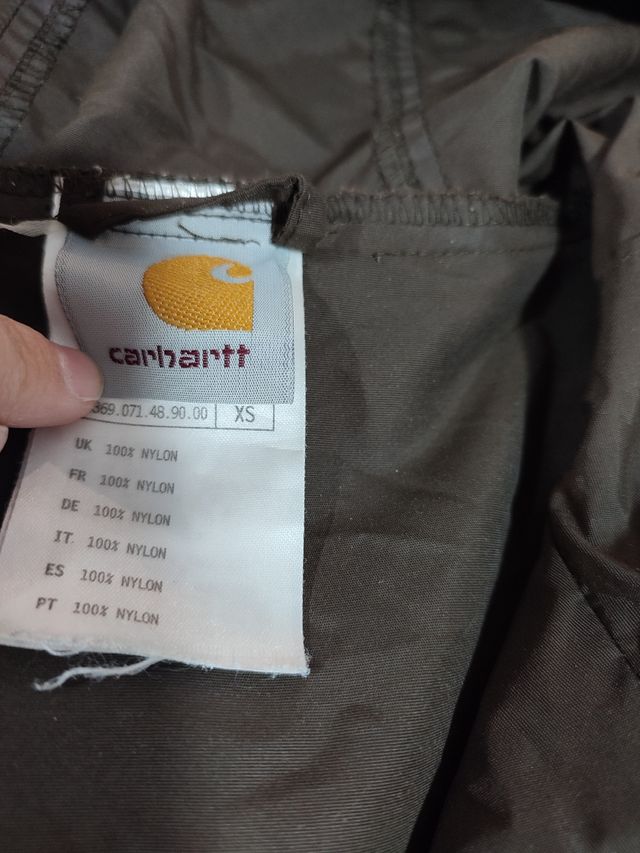 carhartt
369.071.48.90.00 XS
UK 100% NYLON
FR 100% NYLON
DE 100% NYLON
IT. 100% NYLON
ES 100% NYLON
PT 100% NYLON